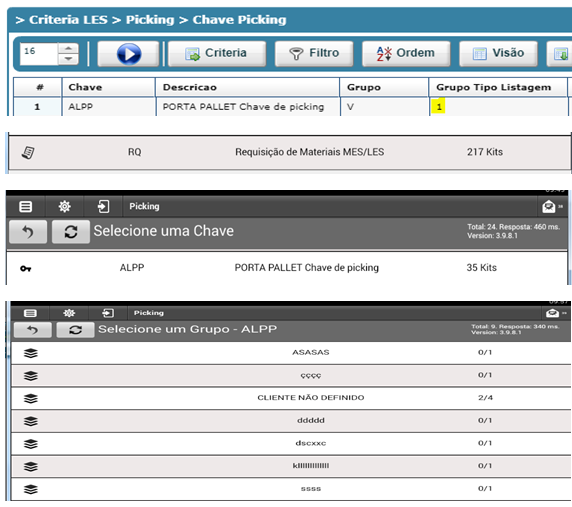 > Criteria LES > Picking > Chave Picking
16 Criteria Filtro Ordem Visão
# Chave Descricao Grupo Grupo Tipo Listagem
1 ALPP PORTA PALLET Chave de picking V 1
RQ Requisição de Materiais MES/LES 217 Kits
Picking
Selecione uma Chave Total: 24. Resposta: 460 ms.
Version: 3.9.8.1
ALPP PORTA PALLET Chave de picking 35 Kits
Picking
Selecione um Grupo - ALPP Total: 9. Resposta: 340 ms.
Version: 3.9.8.1
ASASAS 0/1
çççç 0/1
CLIENTE NÃO DEFINIDO 2/4
ddddd 0/1
dscxxc 0/1
0/1
ssss 0/1